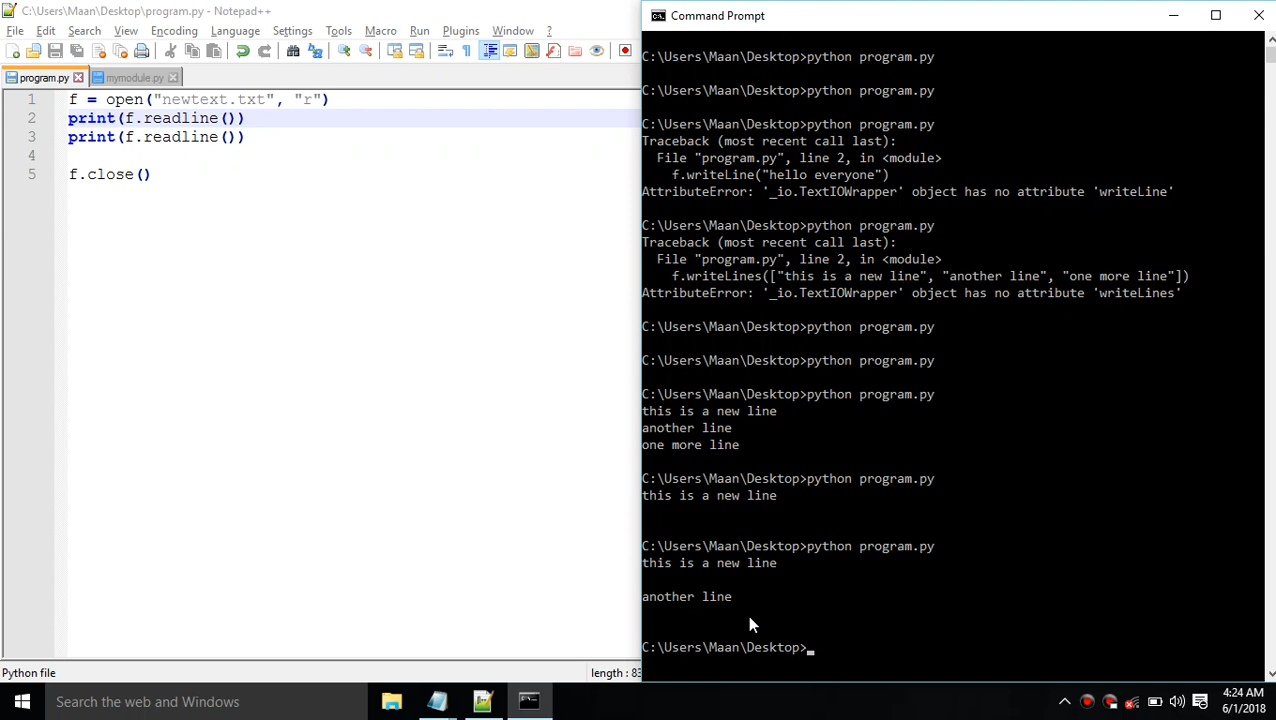 C:\Users\Maan\Desktop\program.py - Notepad++
File Edit Search View Encoding Language Settings Tools Macro Run Plugins Window ?
program.py mymodule.py
1 f = open("newtext.txt", "r")
2 print(f.readline())
3 print(f.readline())
4
5 f.close()
Python file
length : 83
Command Prompt
C:\Users\Maan\Desktop>python program.py
C:\Users\Maan\Desktop>python program.py
C:\Users\Maan\Desktop>python program.py
Traceback (most recent call last):
File "program.py", line 2, in <module>
f.writeLine("hello everyone")
AttributeError: '_io.TextIOWrapper' object has no attribute 'writeLine'
C:\Users\Maan\Desktop>python program.py
Traceback (most recent call last):
File "program.py", line 2, in <module>
f.writeLines(["this is a new line", "another line", "one more line"])
AttributeError: '_io.TextIOWrapper' object has no attribute 'writeLines'
C:\Users\Maan\Desktop>python program.py
C:\Users\Maan\Desktop>python program.py
C:\Users\Maan\Desktop>python program.py
this is a new line
another line
one more line
C:\Users\Maan\Desktop>python program.py
this is a new line
C:\Users\Maan\Desktop>python program.py
this is a new line
another line
C:\Users\Maan\Desktop>
Search the web and Windows
4:24 AM
6/1/2018